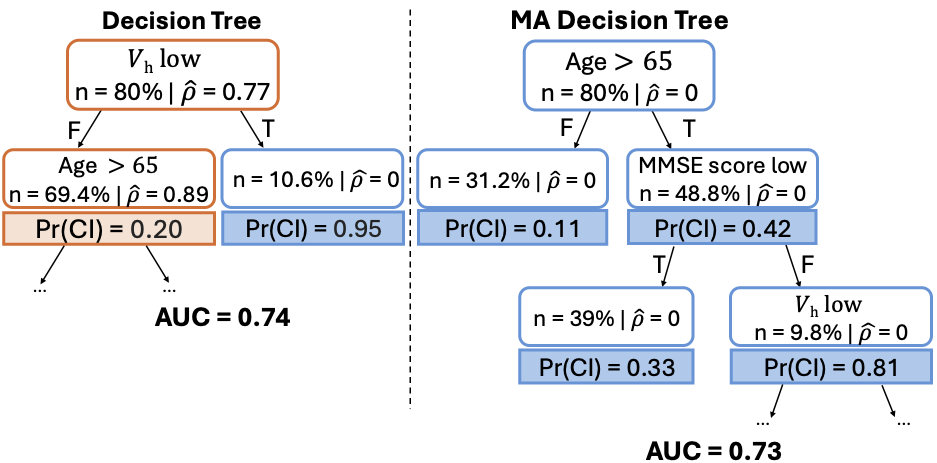 Decision Tree
V_h low
n = 80% | ρ̂ = 0.77
F
T
Age > 65
n = 69.4% | ρ̂ = 0.89
Pr(CI) = 0.20
n = 10.6% | ρ̂ = 0
Pr(CI) = 0.95
...
...
AUC = 0.74
MA Decision Tree
Age > 65
n = 80% | ρ̂ = 0
F
T
n = 31.2% | ρ̂ = 0
Pr(CI) = 0.11
MMSE score low
n = 48.8% | ρ̂ = 0
Pr(CI) = 0.42
T
F
n = 39% | ρ̂ = 0
Pr(CI) = 0.33
V_h low
n = 9.8% | ρ̂ = 0
Pr(CI) = 0.81
...
...
AUC = 0.73